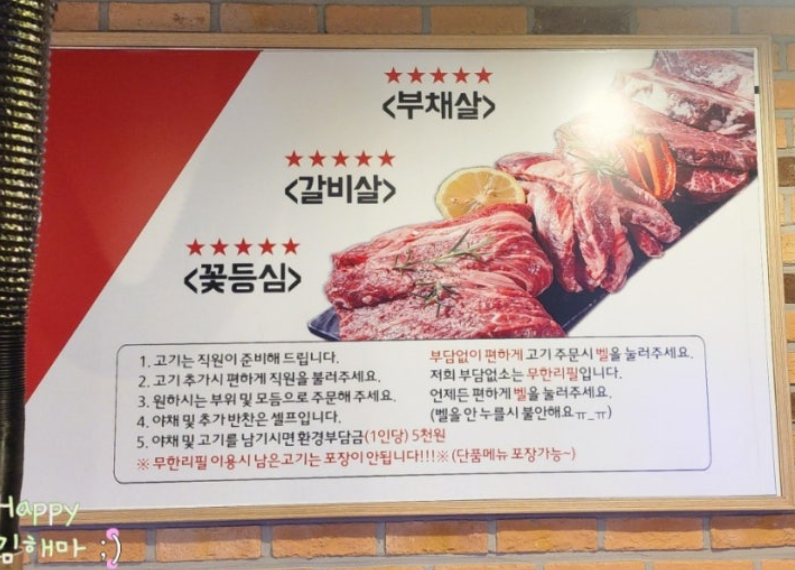 ★★★★★
<부채살>
★★★★★
<갈비살>
★★★★★
<꽃등심>
1. 고기는 직원이 준비해 드립니다.
2. 고기 추가시 편하게 직원을 불러주세요.
3. 원하시는 부위 및 모듬으로 주문해 주세요.
4. 야채 및 추가 반찬은 셀프입니다.
5. 야채 및 고기를 남기시면 환경부담금(1인당) 5천원
※ 무한리필 이용시 남은고기는 포장이 안됩니다!!!※ (단품메뉴 포장가능~)
부담없이 편하게 고기 주문시 벨을 눌러주세요.
저희 부담없소는 무한리필입니다.
언제든 편하게 벨을 눌러주세요.
(벨을 안 누를시 불안해요ㅠ_ㅠ)
Happy
김해마 :)